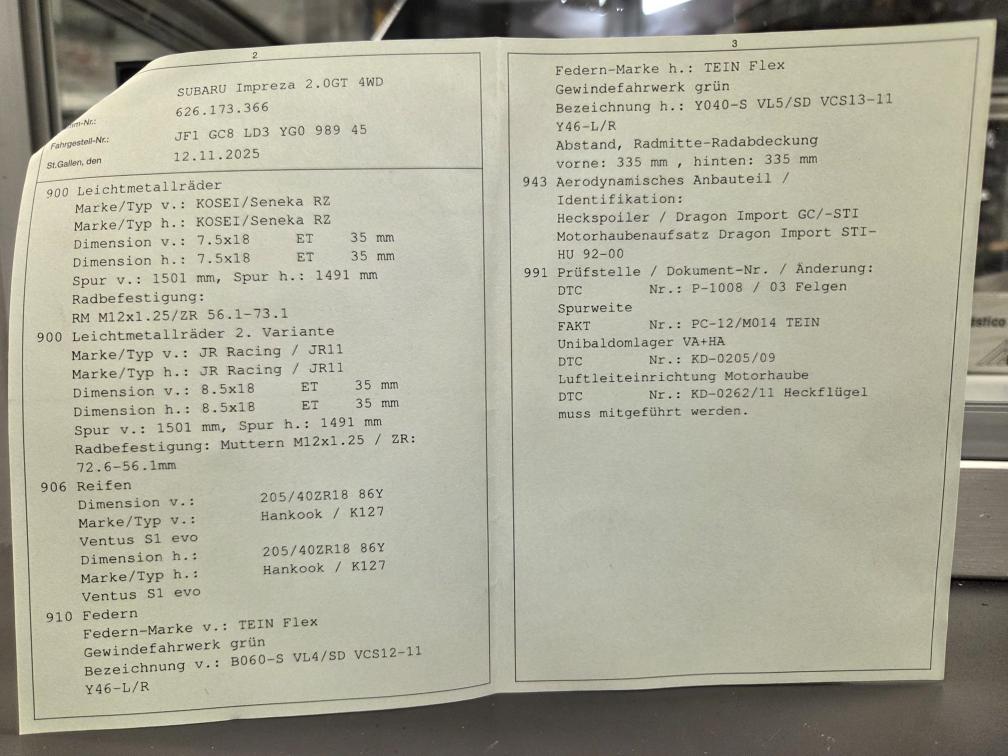 2
SUBARU Impreza 2.0GT 4WD
626.173.366
Fahrgestell-Nr.: JF1 GC8 LD3 YG0 989 45
St.Gallen, den 12.11.2025
900 Leichtmetallräder
Marke/Typ v.: KOSEI/Seneka RZ
Marke/Typ h.: KOSEI/Seneka RZ
Dimension v.: 7.5x18 ET 35 mm
Dimension h.: 7.5x18 ET 35 mm
Spur v.: 1501 mm, Spur h.: 1491 mm
Radbefestigung:
RM M12x1.25/ZR 56.1-73.1
900 Leichtmetallräder 2. Variante
Marke/Typ v.: JR Racing / JR11
Marke/Typ h.: JR Racing / JR11
Dimension v.: 8.5x18 ET 35 mm
Dimension h.: 8.5x18 ET 35 mm
Spur v.: 1501 mm, Spur h.: 1491 mm
Radbefestigung: Muttern M12x1.25 / ZR:
72.6-56.1mm
906 Reifen
Dimension v.: 205/40ZR18 86Y
Marke/Typ v.: Hankook / K127
Ventus S1 evo
Dimension h.: 205/40ZR18 86Y
Marke/Typ h.: Hankook / K127
Ventus S1 evo
910 Federn
Federn-Marke v.: TEIN Flex
Gewindefahrwerk grün
Bezeichnung v.: B060-S VL4/SD VCS12-11
Y46-L/R
3
Federn-Marke h.: TEIN Flex
Gewindefahrwerk grün
Bezeichnung h.: Y040-S VL5/SD VCS13-11
Y46-L/R
Abstand, Radmitte-Radabdeckung
vorne: 335 mm , hinten: 335 mm
943 Aerodynamisches Anbauteil /
Identifikation:
Heckspoiler / Dragon Import GC/-STI
Motorhaubenaufsatz Dragon Import STI-
HU 92-00
991 Prüfstelle / Dokument-Nr. / Änderung:
DTC Nr.: P-1008 / 03 Felgen
Spurweite
FAKT Nr.: PC-12/M014 TEIN
Unibaldomlager VA+HA
DTC Nr.: KD-0205/09
Luftleiteinrichtung Motorhaube
DTC Nr.: KD-0262/11 Heckflügel
muss mitgeführt werden.